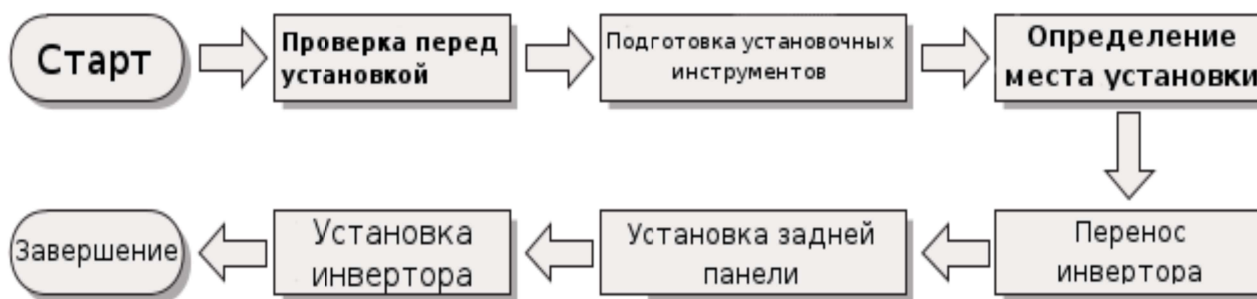 Старт
Проверка перед
установкой
Подготовка установочных
инструментов
Определение
места установки
Перенос
инвертора
Установка задней
панели
Установка
инвертора
Завершение